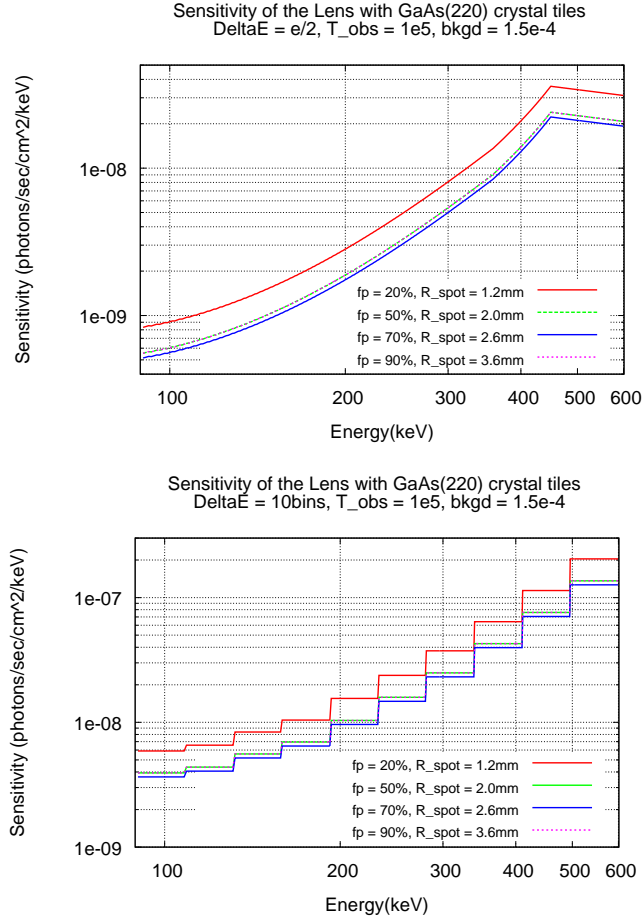 Sensitivity of the Lens with GaAs(220) crystal tiles
DeltaE = e/2, T_obs = 1e5, bkgd = 1.5e-4
Sensitivity (photons/sec/cm^2/keV)
1e-08
1e-09
fp = 20%, R_spot = 1.2mm
fp = 50%, R_spot = 2.0mm
fp = 70%, R_spot = 2.6mm
fp = 90%, R_spot = 3.6mm
100 200 300 400 500 600
Energy(keV)
Sensitivity of the Lens with GaAs(220) crystal tiles
DeltaE = 10bins, T_obs = 1e5, bkgd = 1.5e-4
Sensitivity (photons/sec/cm^2/keV)
1e-07
1e-08
1e-09
fp = 20%, R_spot = 1.2mm
fp = 50%, R_spot = 2.0mm
fp = 70%, R_spot = 2.6mm
fp = 90%, R_spot = 3.6mm
100 200 300 400 500 600
Energy(keV)